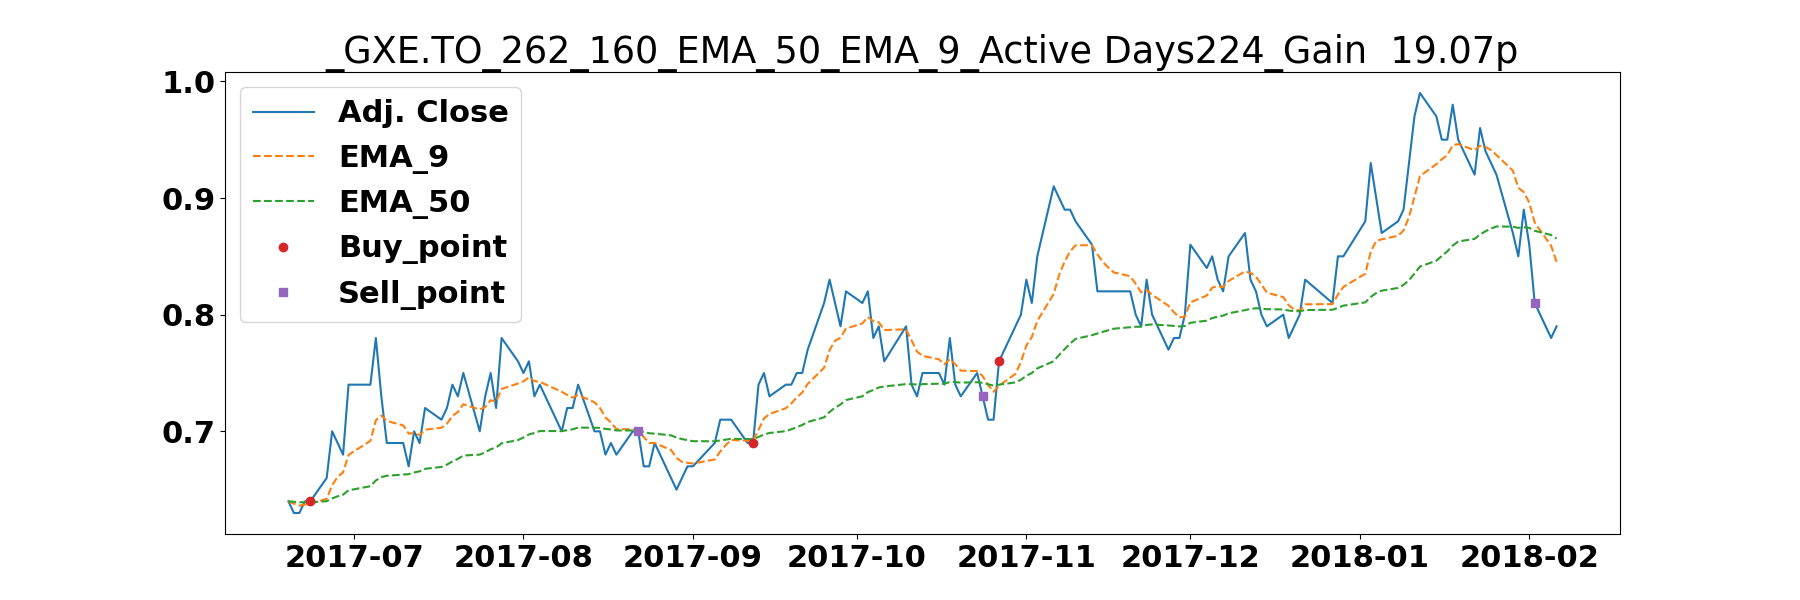 _GXE.TO_262_160_EMA_50_EMA_9_Active Days224_Gain  19.07p
1.0
0.9
0.8
0.7
Adj. Close
EMA_9
EMA_50
Buy_point
Sell_point
2017-07 2017-08 2017-09 2017-10 2017-11 2017-12 2018-01 2018-02